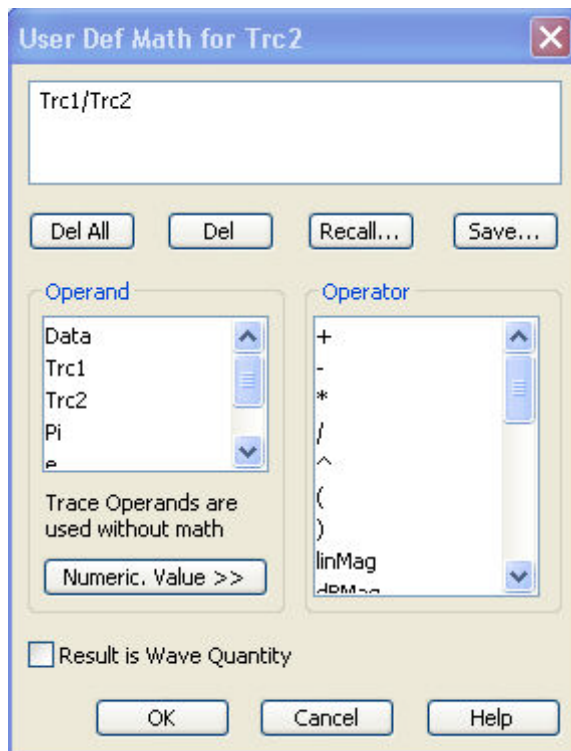 User Def Math for Trc2
Trc1/Trc2
Del All
Del
Recall...
Save...
Operand
Data
Trc1
Trc2
Pi
e
Trace Operands are
used without math
Numeric. Value >>
Operator
+
-
*
/
^
(
)
linMag
dBMag
Result is Wave Quantity
OK
Cancel
Help